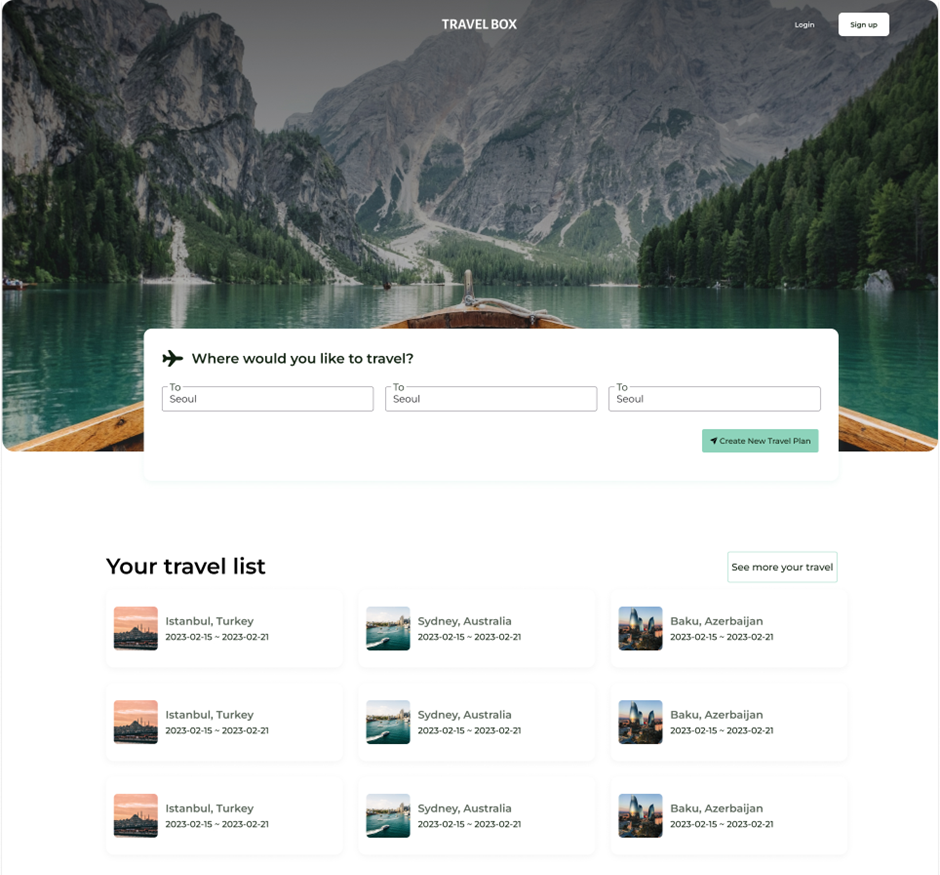 TRAVEL BOX
Login
Sign up
Where would you like to travel?
To
Seoul
To
Seoul
To
Seoul
Create New Travel Plan
Your travel list
See more your travel
Istanbul, Turkey
2023-02-15 ~ 2023-02-21
Sydney, Australia
2023-02-15 ~ 2023-02-21
Baku, Azerbaijan
2023-02-15 ~ 2023-02-21
Istanbul, Turkey
2023-02-15 ~ 2023-02-21
Sydney, Australia
2023-02-15 ~ 2023-02-21
Baku, Azerbaijan
2023-02-15 ~ 2023-02-21
Istanbul, Turkey
2023-02-15 ~ 2023-02-21
Sydney, Australia
2023-02-15 ~ 2023-02-21
Baku, Azerbaijan
2023-02-15 ~ 2023-02-21